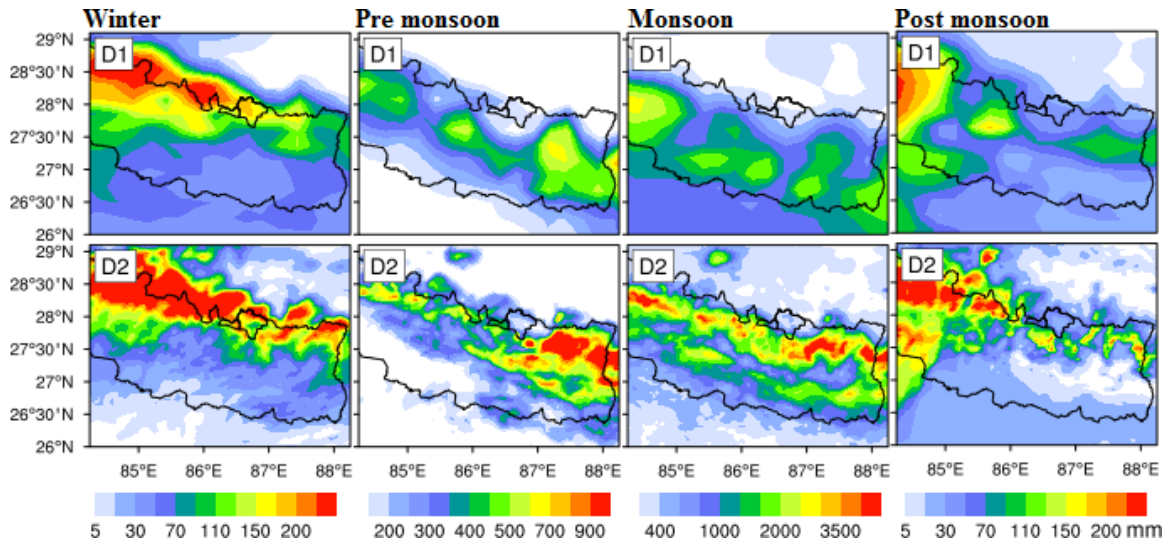 Winter Pre monsoon Monsoon Post monsoon
29°N D1 D1 D1 D1
28°30'N
28°N
27°30'N
27°N
26°30'N
26°N
29°N D2 D2 D2 D2
28°30'N
28°N
27°30'N
27°N
26°30'N
26°N
85°E 86°E 87°E 88°E 85°E 86°E 87°E 88°E 85°E 86°E 87°E 88°E 85°E 86°E 87°E 88°E
5 30 70 110 150 200 200 300 400 500 700 900 400 1000 2000 3500 5 30 70 110 150 200 mm